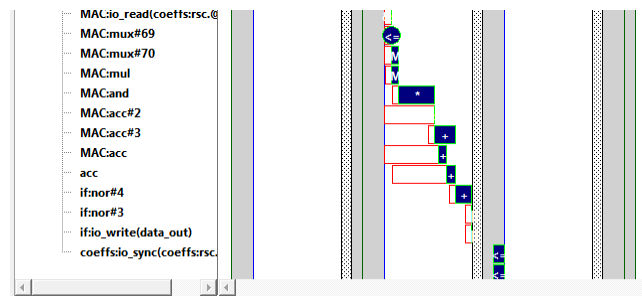 MAC:io_read(coeffs:rsc.@
MAC:mux#69
<=
MAC:mux#70
M
MAC:mul
M
MAC:and
*
MAC:acc#2
MAC:acc#3
+
MAC:acc
+
acc
+
if:nor#4
+
if:nor#3
if:io_write(data_out)
coeffs:io_sync(coeffs:rsc.
<=
<=